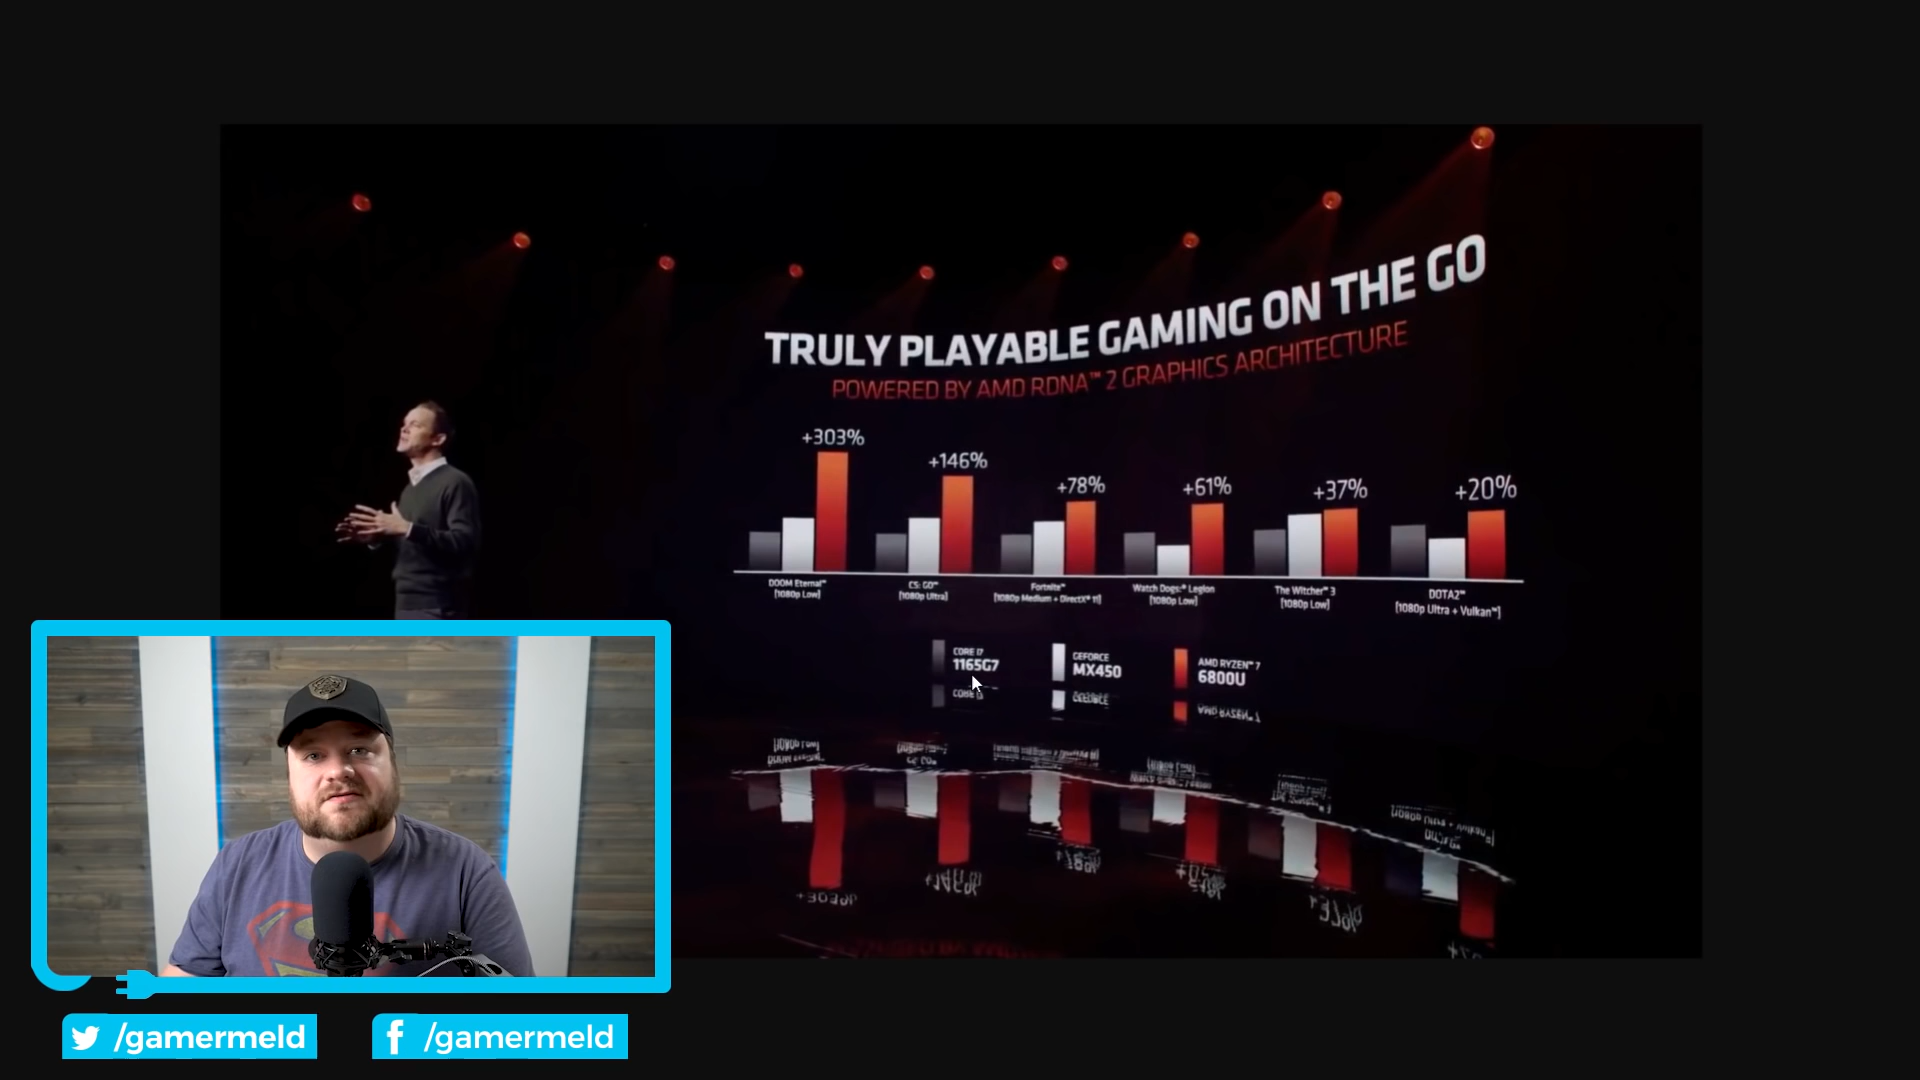 TRULY PLAYABLE GAMING ON THE GO
POWERED BY AMD RDNA™ 2 GRAPHICS ARCHITECTURE
+303%
+146%
+78%
+61%
+37%
+20%
DOOM Eternal™
[1080p Low]
CS: GO™
[1080p Ultra]
Fortnite™
[1080p Medium + DirectX® 11]
Watch Dogs:® Legion
[1080p Low]
The Witcher™ 3
[1080p Low]
DOTA2™
[1080p Ultra + Vulkan™]
CORE i7
1165G7
GEFORCE
MX450
AMD RYZEN™ 7
6800U
/gamermeld
/gamermeld